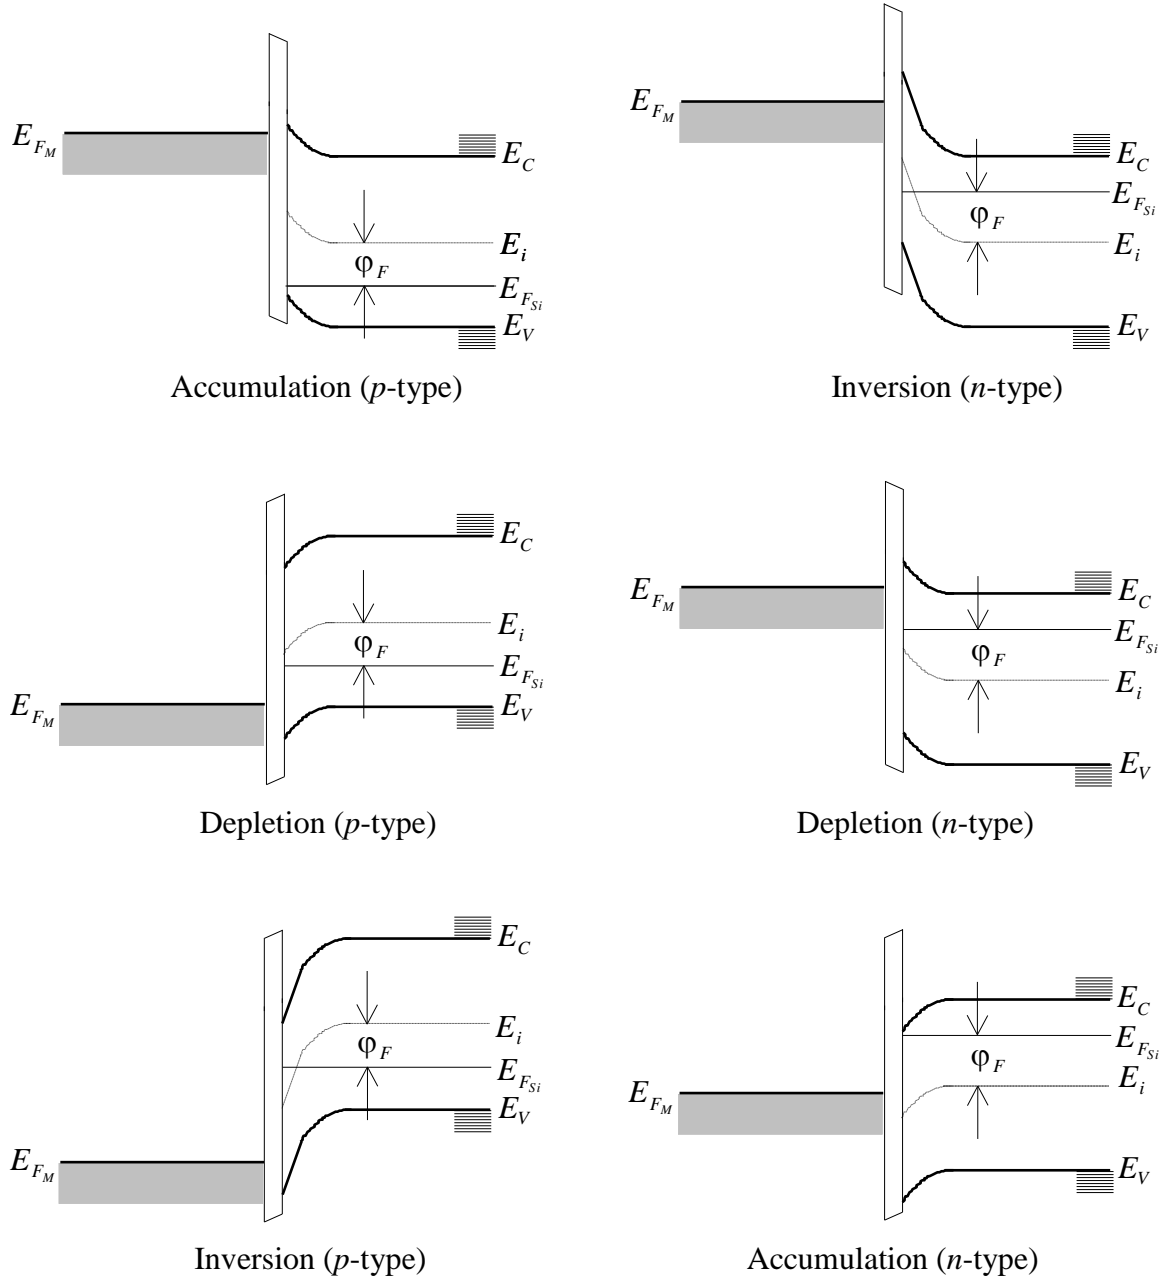 E_{F_M}
E_C
E_i
φ_F
E_{F_{Si}}
E_V
Accumulation (p-type)
E_{F_M}
E_C
E_{F_{Si}}
φ_F
E_i
E_V
Inversion (n-type)
E_C
E_i
φ_F
E_{F_{Si}}
E_{F_M}
E_V
Depletion (p-type)
E_{F_M}
E_C
E_{F_{Si}}
φ_F
E_i
E_V
Depletion (n-type)
E_C
E_i
φ_F
E_{F_{Si}}
E_V
E_{F_M}
Inversion (p-type)
E_C
E_{F_{Si}}
φ_F
E_i
E_{F_M}
E_V
Accumulation (n-type)